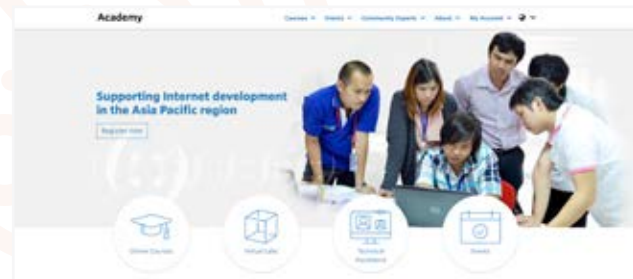 Academy
Courses Events Community Experts About My Account
Supporting Internet development
in the Asia Pacific region
Register now
Online Courses
Virtual Labs
Technical
Assistance
Events